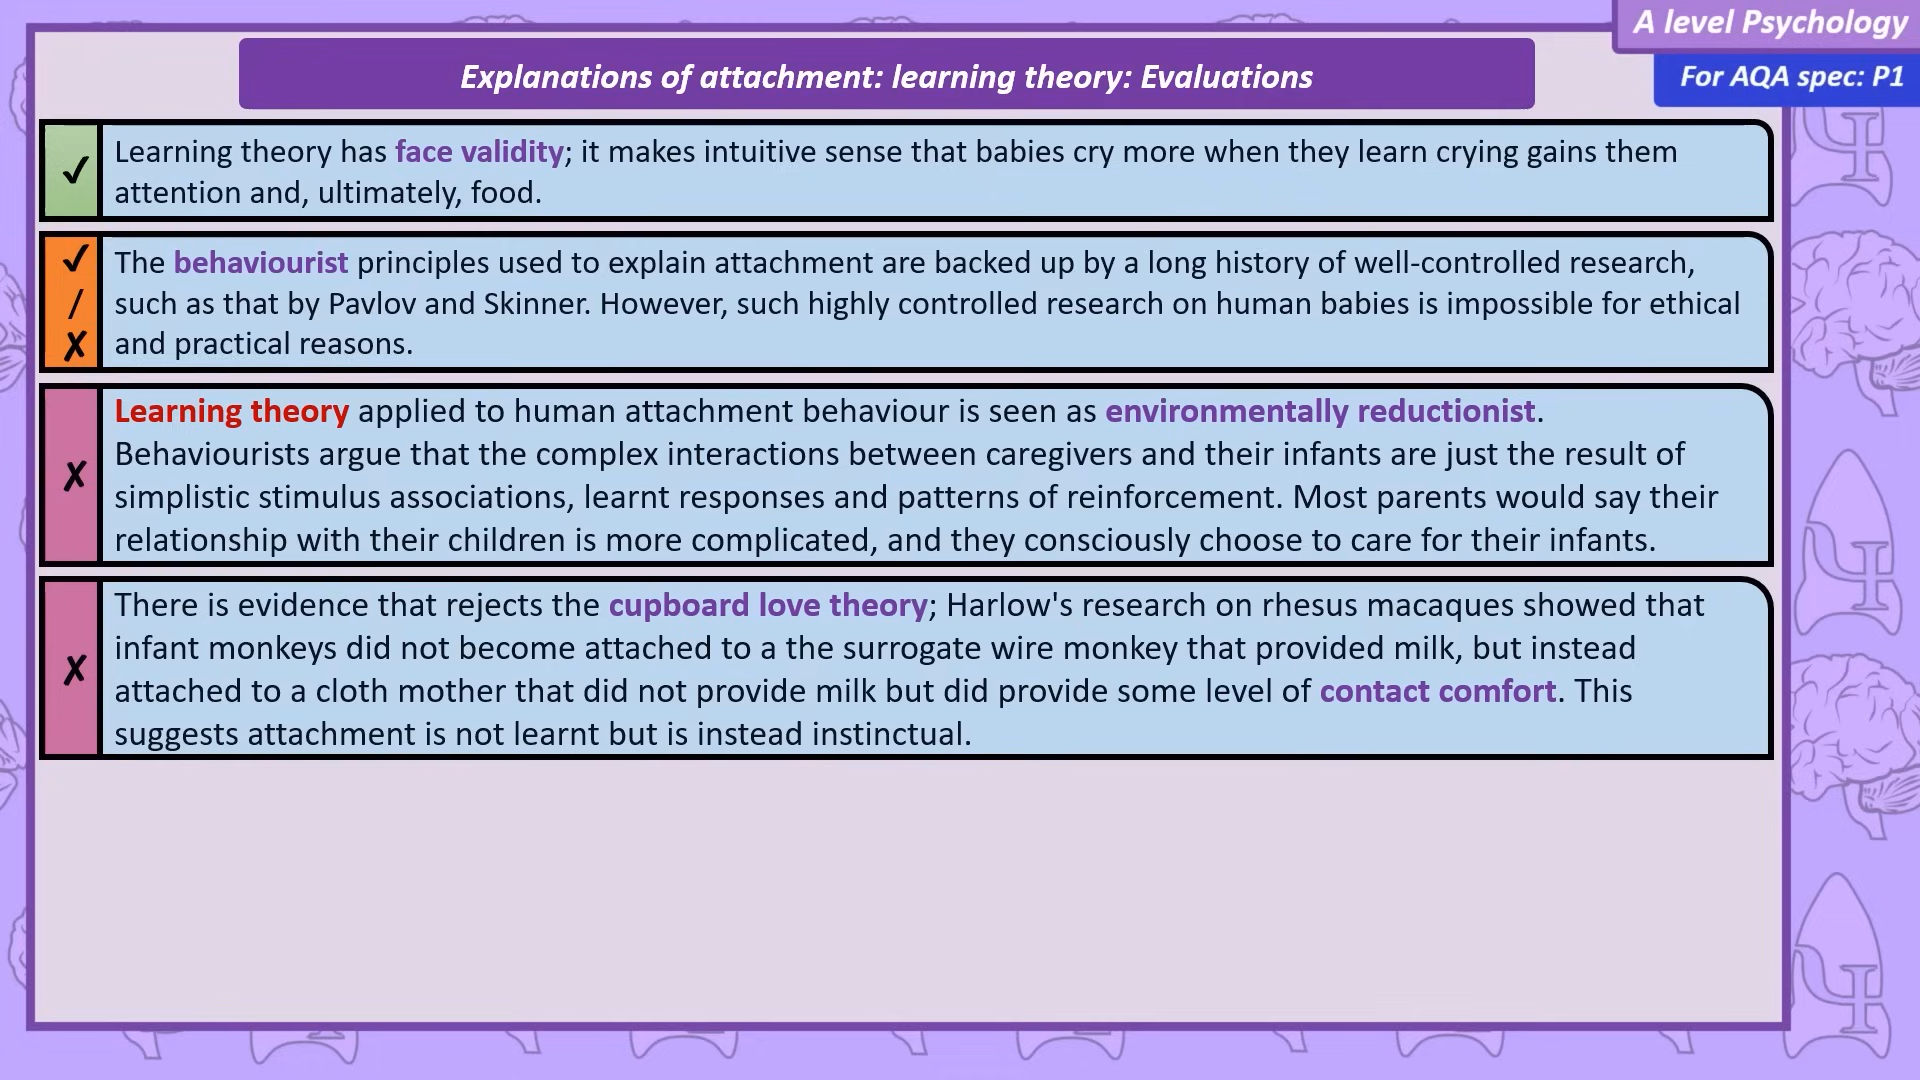 A level Psychology
For AQA spec: P1
Explanations of attachment: learning theory: Evaluations
✓
Learning theory has face validity; it makes intuitive sense that babies cry more when they learn crying gains them
attention and, ultimately, food.
✓
/
✗
The behaviourist principles used to explain attachment are backed up by a long history of well-controlled research,
such as that by Pavlov and Skinner. However, such highly controlled research on human babies is impossible for ethical
and practical reasons.
✗
Learning theory applied to human attachment behaviour is seen as environmentally reductionist.
Behaviourists argue that the complex interactions between caregivers and their infants are just the result of
simplistic stimulus associations, learnt responses and patterns of reinforcement. Most parents would say their
relationship with their children is more complicated, and they consciously choose to care for their infants.
✗
There is evidence that rejects the cupboard love theory; Harlow's research on rhesus macaques showed that
infant monkeys did not become attached to a the surrogate wire monkey that provided milk, but instead
attached to a cloth mother that did not provide milk but did provide some level of contact comfort. This
suggests attachment is not learnt but is instead instinctual.